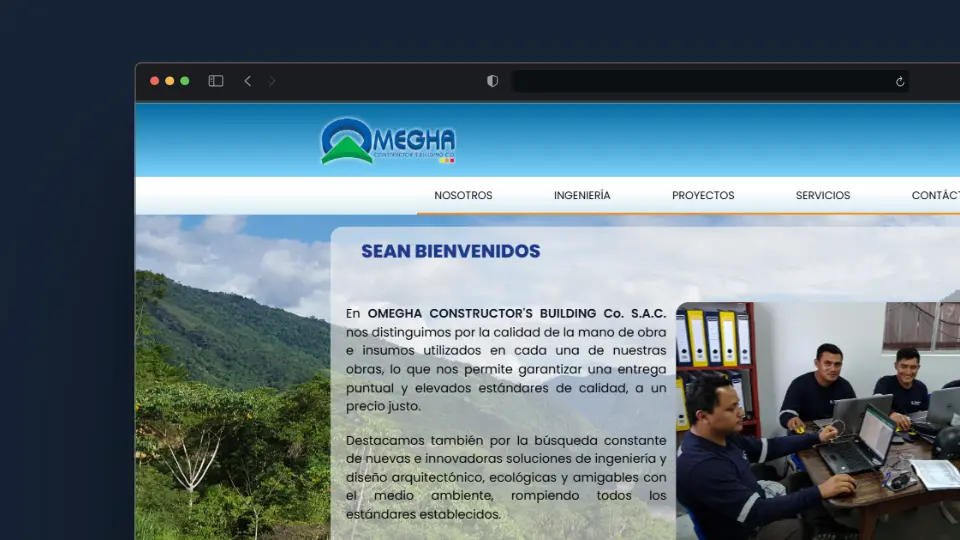 MEGHA
CONSTRUCTOR'S BUILDING CO.
NOSOTROS INGENIERÍA PROYECTOS SERVICIOS
SEAN BIENVENIDOS
En OMEGHA CONSTRUCTOR'S BUILDING Co. S.A.C.
nos distinguimos por la calidad de la mano de obra
e insumos utilizados en cada una de nuestras
obras, lo que nos permite garantizar una entrega
puntual y elevados estándares de calidad, a un
precio justo.
Destacamos también por la búsqueda constante
de nuevas e innovadoras soluciones de ingeniería y
diseño arquitectónico, ecológicas y amigables con
el medio ambiente, rompiendo todos los
estándares establecidos.